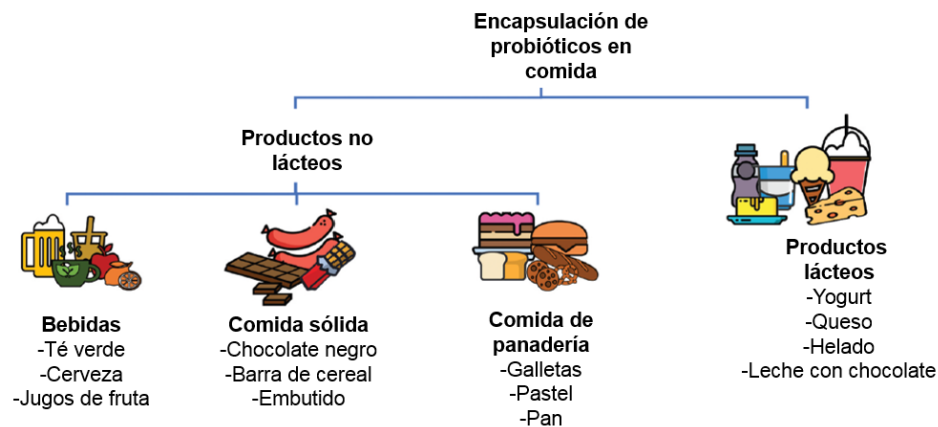 Encapsulación de
probióticos en
comida
Productos no
lácteos
Bebidas
-Té verde
-Cerveza
-Jugos de fruta
Comida sólida
-Chocolate negro
-Barra de cereal
-Embutido
Comida de
panadería
-Galletas
-Pastel
-Pan
Productos
lácteos
-Yogurt
-Queso
-Helado
-Leche con chocolate